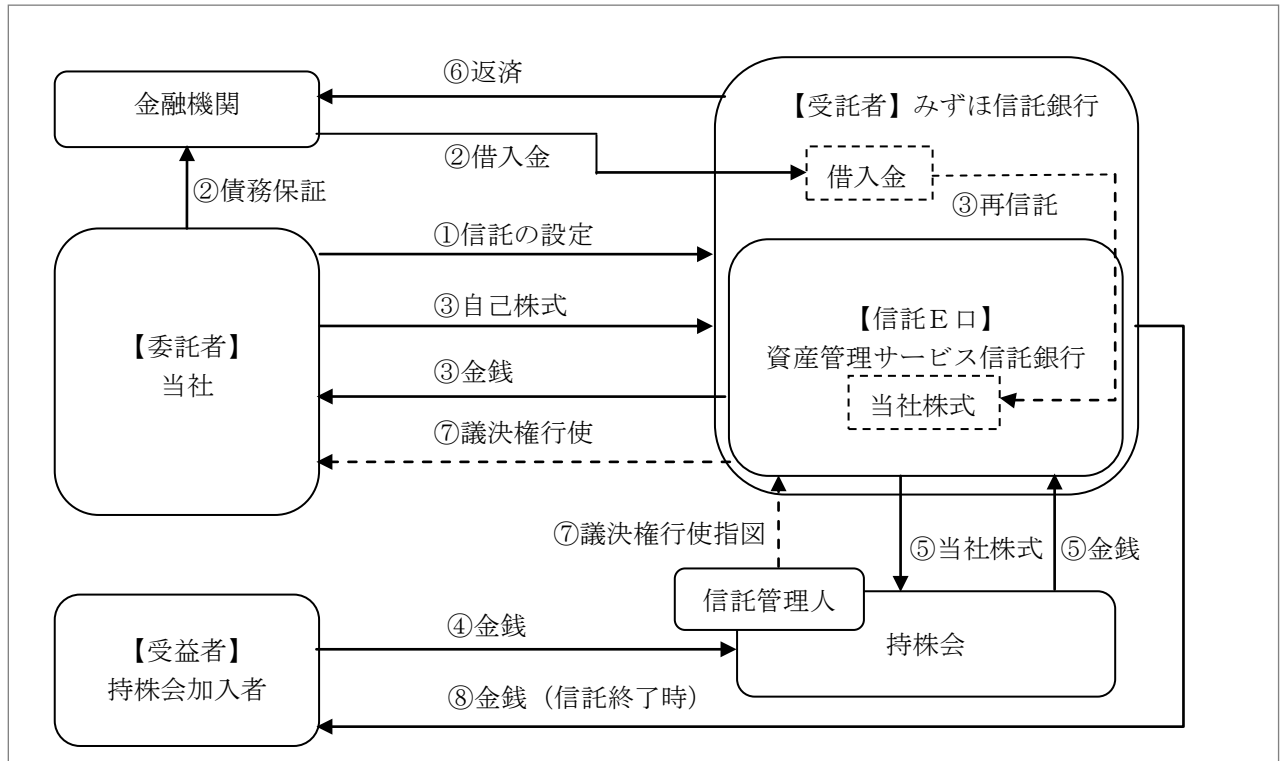 ⑥返済
金融機関
【受託者】みずほ信託銀行
②借入金
借入金
②債務保証
③再信託
①信託の設定
③自己株式
【信託Ｅ口】
資産管理サービス信託銀行
【委託者】
当社
③金銭
当社株式
⑦議決権行使
⑦議決権行使指図
⑤当社株式
⑤金銭
信託管理人
④金銭
持株会
【受益者】
持株会加入者
⑧金銭（信託終了時）